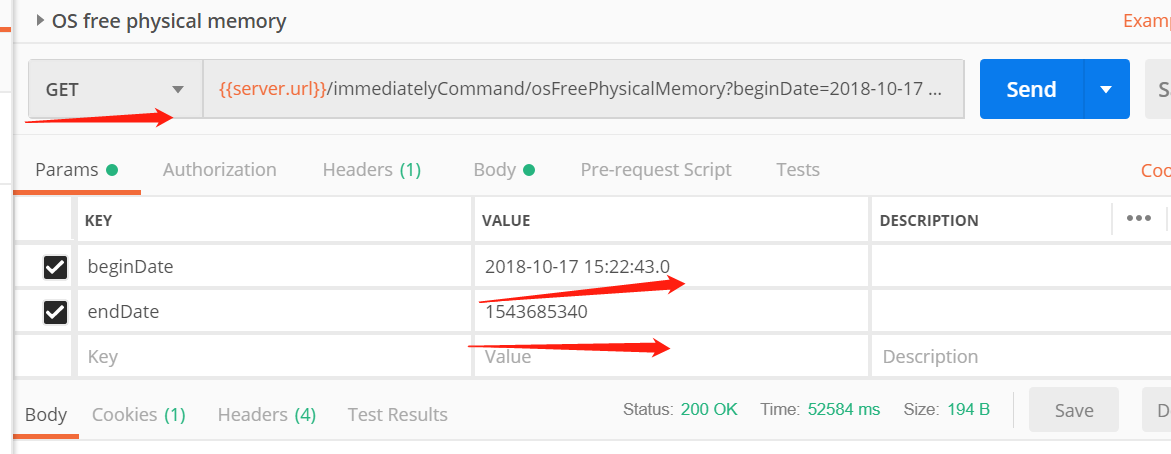 OS free physical memory Exam
GET {{server.url}}/immediatelyCommand/osFreePhysicalMemory?beginDate=2018-10-17 ... Send S
Params Authorization Headers (1) Body Pre-request Script Tests Coo
KEY VALUE DESCRIPTION
beginDate 2018-10-17 15:22:43.0
endDate 1543685340
Key Value Description
Body Cookies (1) Headers (4) Test Results Status: 200 OK Time: 52584 ms Size: 194 B Save D